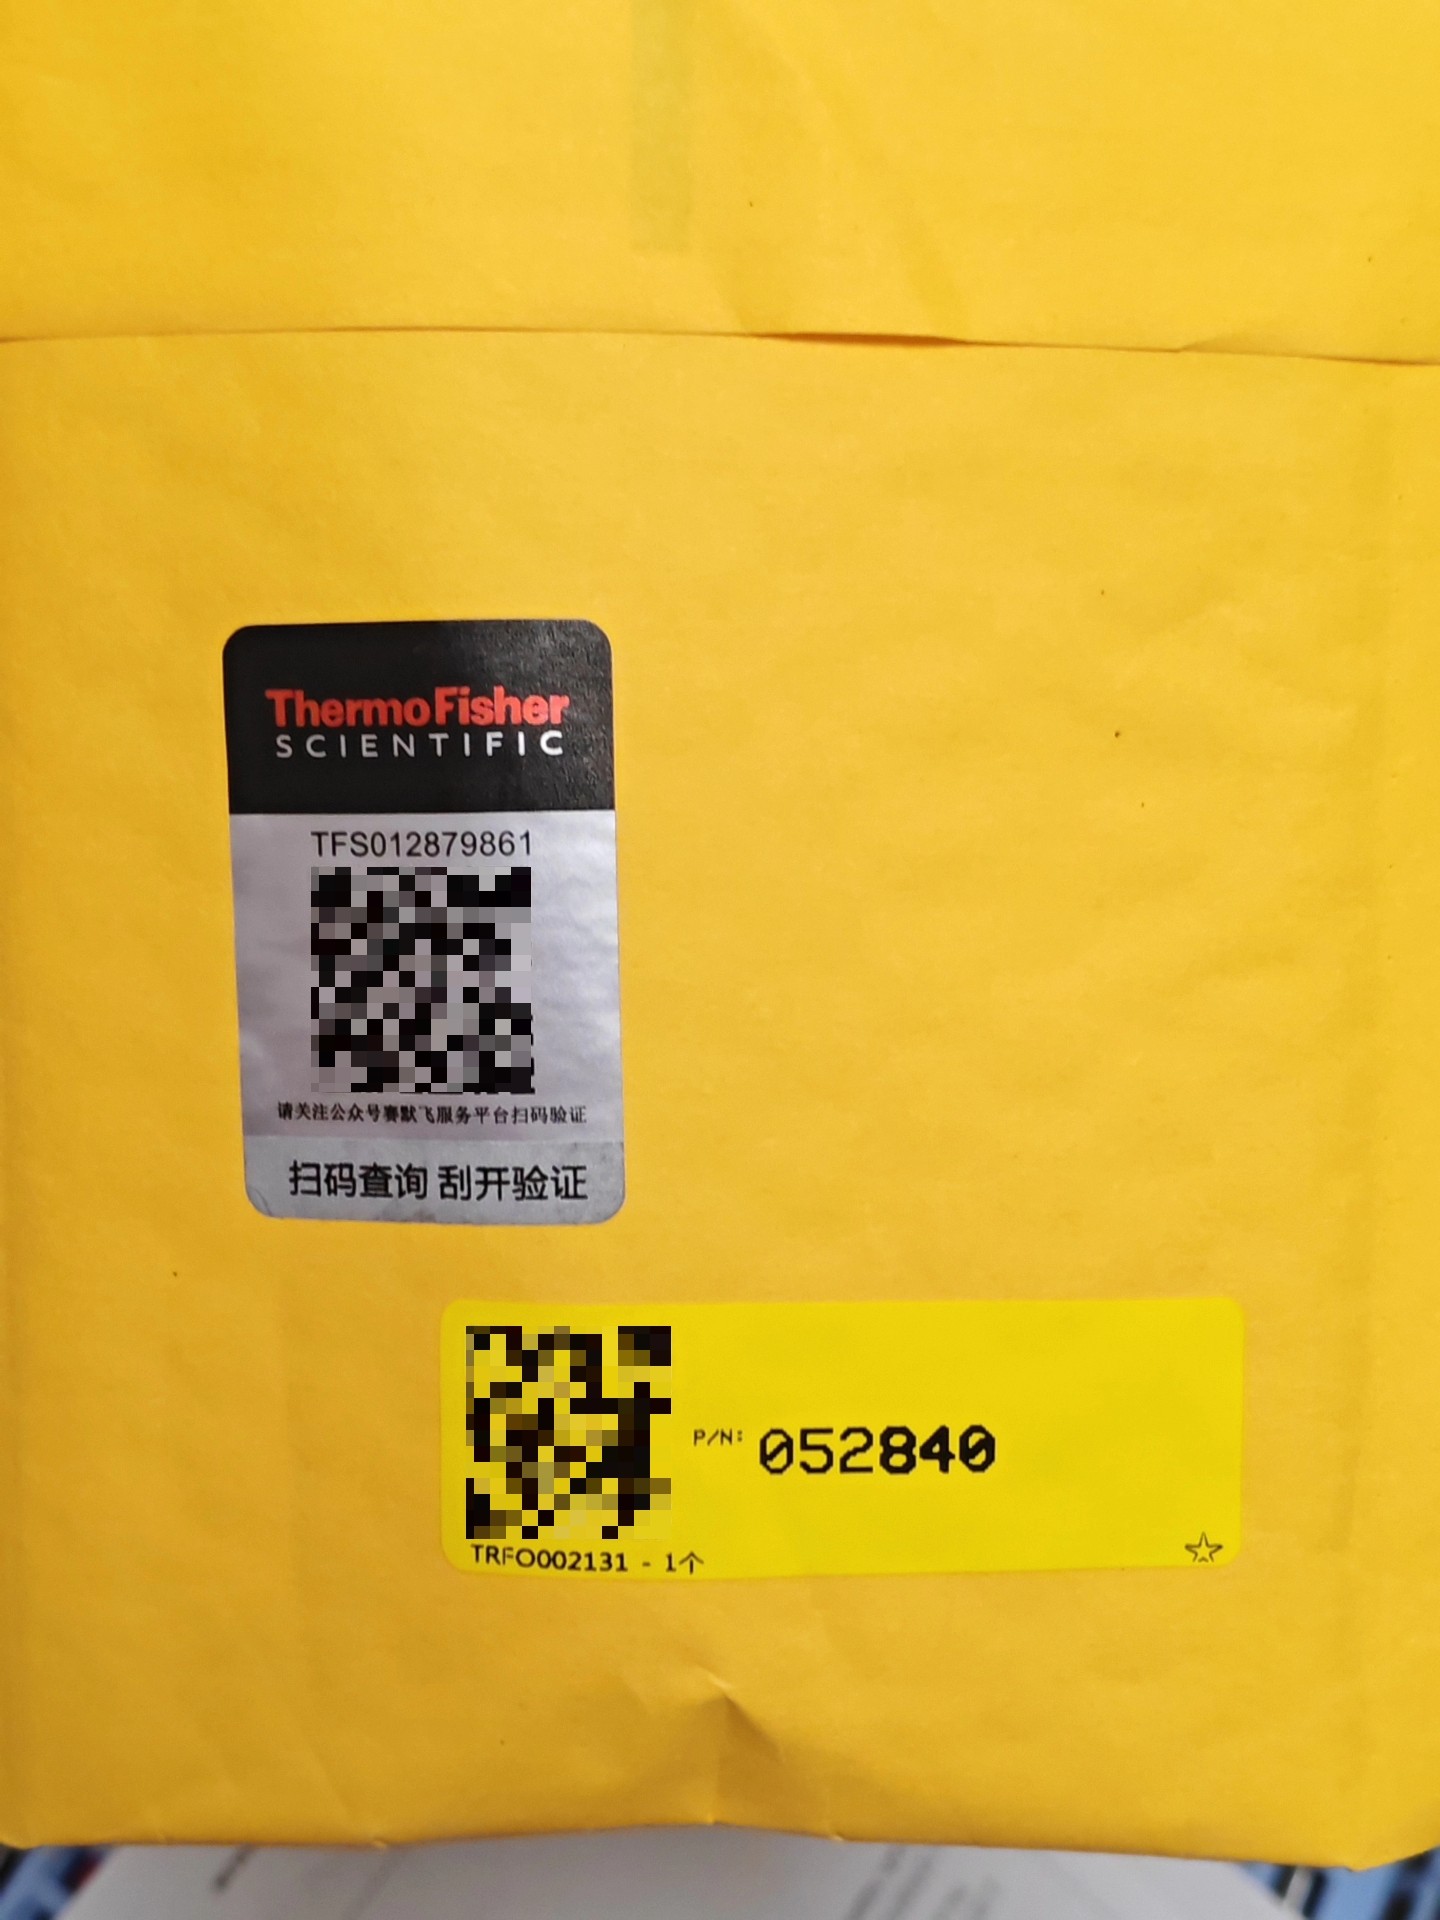 ThermoFisher
SCIENTIFIC
TFS012879861
请关注公众号赛默飞服务平台扫码验证
扫码查询 刮开验证
P/N: 052840
TRFO002131 - 1个